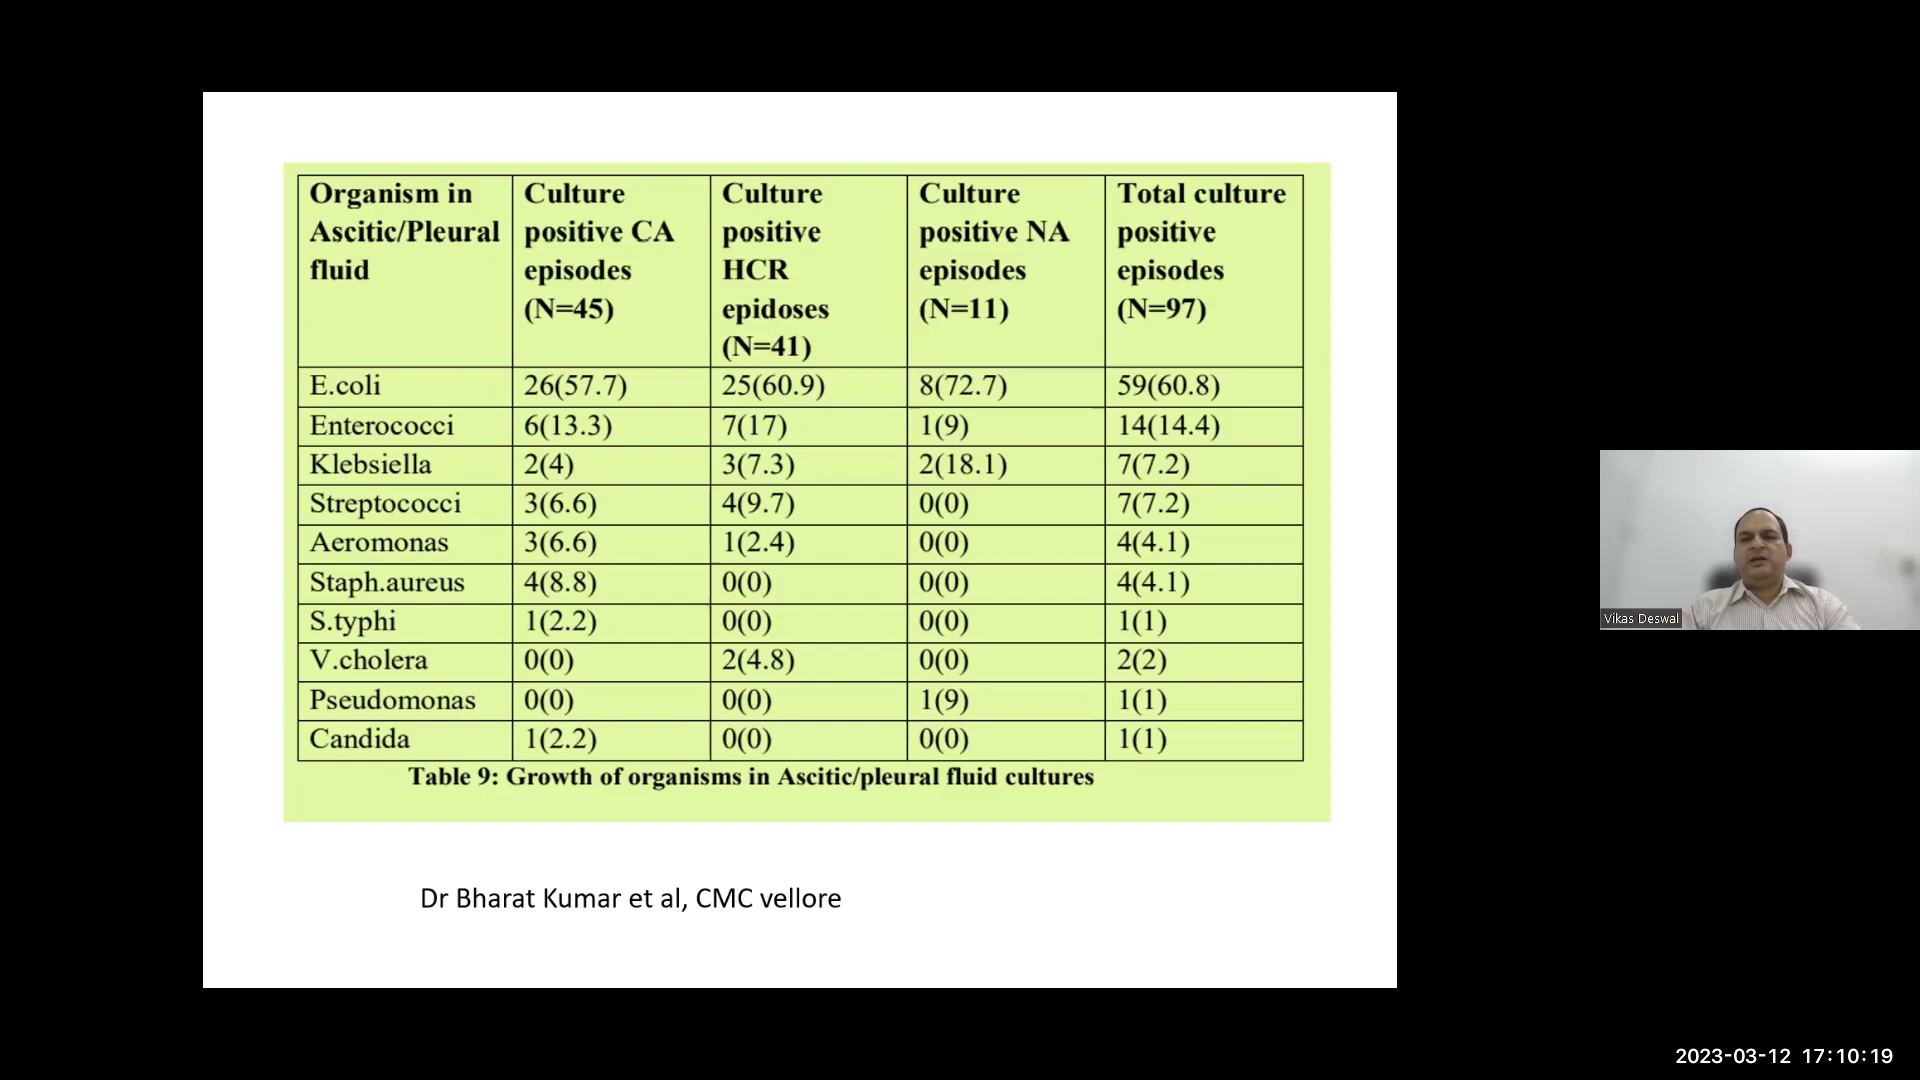 Organism in Ascitic/Pleural fluid Culture positive CA episodes (N=45) Culture positive HCR epidoses (N=41) Culture positive NA episodes (N=11) Total culture positive episodes (N=97)
E.coli 26(57.7) 25(60.9) 8(72.7) 59(60.8)
Enterococci 6(13.3) 7(17) 1(9) 14(14.4)
Klebsiella 2(4) 3(7.3) 2(18.1) 7(7.2)
Streptococci 3(6.6) 4(9.7) 0(0) 7(7.2)
Aeromonas 3(6.6) 1(2.4) 0(0) 4(4.1)
Staph.aureus 4(8.8) 0(0) 0(0) 4(4.1)
S.typhi 1(2.2) 0(0) 0(0) 1(1)
V.cholera 0(0) 2(4.8) 0(0) 2(2)
Pseudomonas 0(0) 0(0) 1(9) 1(1)
Candida 1(2.2) 0(0) 0(0) 1(1)
Table 9: Growth of organisms in Ascitic/pleural fluid cultures
Dr Bharat Kumar et al, CMC vellore
Vikas Deswal
2023-03-12 17:10:19